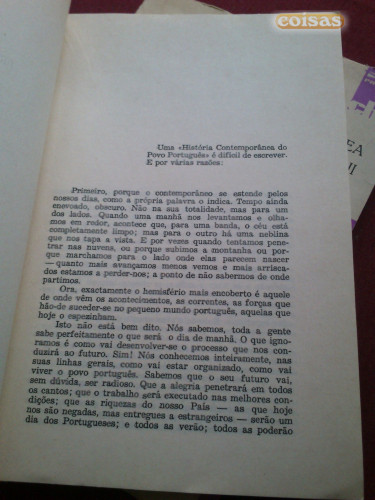 coisas
Uma «História Contemporânea do
Povo Português» é difícil de escrever.
E por várias razões:
Primeiro, porque o contemporâneo se estende pelos
nossos dias, como a própria palavra o indica. Tempo ainda
enevoado, obscuro. Não na sua totalidade, mas para um
dos lados. Quando uma manhã nos levantamos e olha-
mos em redor, acontece que, para uma banda, o céu está
completamente limpo; mas para o outro há uma neblina
que nos tapa a vista. E por vezes quando tentamos pene-
trar nas nuvens, ou porque subimos a montanha ou por-
que marchamos para o lado onde elas parecem nascer
— quanto mais avançamos menos vemos e mais arrisca-
dos estamos a perder-nos; a ponto de não sabermos de onde
partimos.
Ora, exactamente o hemisfério mais encoberto é aquele
de onde vêm os acontecimentos, as correntes, as forças que
hão-de suceder-se no pequeno mundo português, aquelas que
hoje o espezinham.
Isto não está bem dito. Nós sabemos, toda a gente
sabe perfeitamente o que será o dia de manhã. O que igno-
ramos é como vai desenvolver-se o processo que nos con-
duzirá ao futuro. Sim! Nós conhecemos inteiramente, nas
suas linhas gerais, como vai estar organizado, como vai
viver o povo português. Sabemos que o seu futuro vai,
sem dúvida, ser radioso. Que a alegria penetrará em todos
os cantos; que o trabalho será executado nas melhores con-
dições; que as riquezas do nosso País — as que hoje
nos são negadas, mas entregues a estrangeiros — serão um
dia dos Portugueses; e todos as verão; todos as poderão
EA